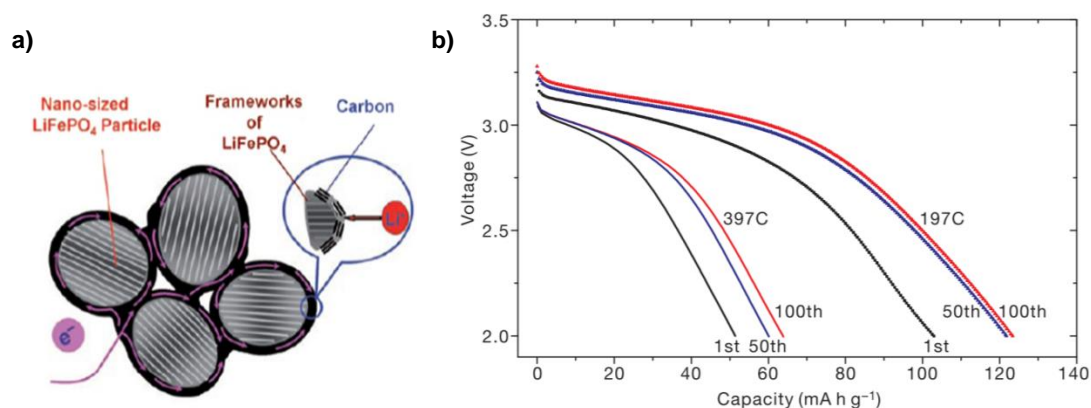 a)
Nano-sized
LiFePO4 Particle
Frameworks
of
LiFePO4
Carbon
Li+
e-
b)
3.5
3.0
2.5
2.0
Voltage (V)
397C
197C
1st
50th
100th
1st
50th
100th
0
20
40
60
80
100
120
140
Capacity (mA h g⁻¹)